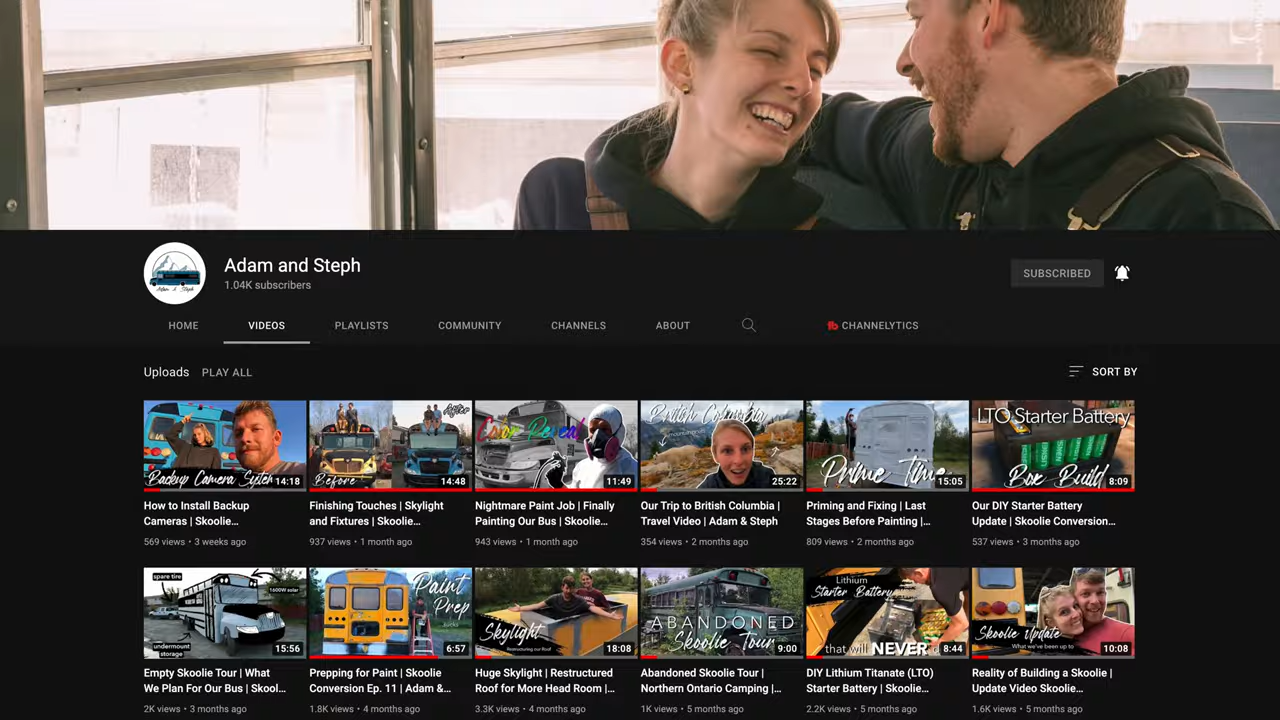 Adam and Steph
1.04K subscribers
SUBSCRIBED
HOME
VIDEOS
PLAYLISTS
COMMUNITY
CHANNELS
ABOUT
CHANNELYTICS
Uploads
PLAY ALL
SORT BY
Backup Camera System
14:18
After
Before
14:48
Color Reveal
11:49
British Columbia
25:22
Prime Time
15:05
LTO Starter Battery
Box Build
8:09
How to Install Backup
Cameras | Skoolie...
569 views • 3 weeks ago
Finishing Touches | Skylight
and Fixtures | Skoolie...
937 views • 1 month ago
Nightmare Paint Job | Finally
Painting Our Bus | Skoolie...
943 views • 1 month ago
Our Trip to British Columbia |
Travel Video | Adam & Steph
354 views • 2 months ago
Priming and Fixing | Last
Stages Before Painting |...
809 views • 2 months ago
Our DIY Starter Battery
Update | Skoolie Conversion...
537 views • 3 months ago
spare tire
1600W solar
undermount
storage
15:56
Paint
Prep
6:57
Skylight
Restructuring our Roof
18:08
ABANDONED
Skoolie Tour
9:00
Lithium
Starter Battery
that will NEVER
8:44
Skoolie Update
What we've been up to
10:08
Empty Skoolie Tour | What
We Plan For Our Bus | Skool...
2K views • 3 months ago
Prepping for Paint | Skoolie
Conversion Ep. 11 | Adam &...
1.8K views • 4 months ago
Huge Skylight | Restructured
Roof for More Head Room |...
3.3K views • 4 months ago
Abandoned Skoolie Tour |
Northern Ontario Camping |...
1K views • 5 months ago
DIY Lithium Titanate (LTO)
Starter Battery | Skoolie...
2.2K views • 5 months ago
Reality of Building a Skoolie |
Update Video Skoolie...
1.6K views • 5 months ago